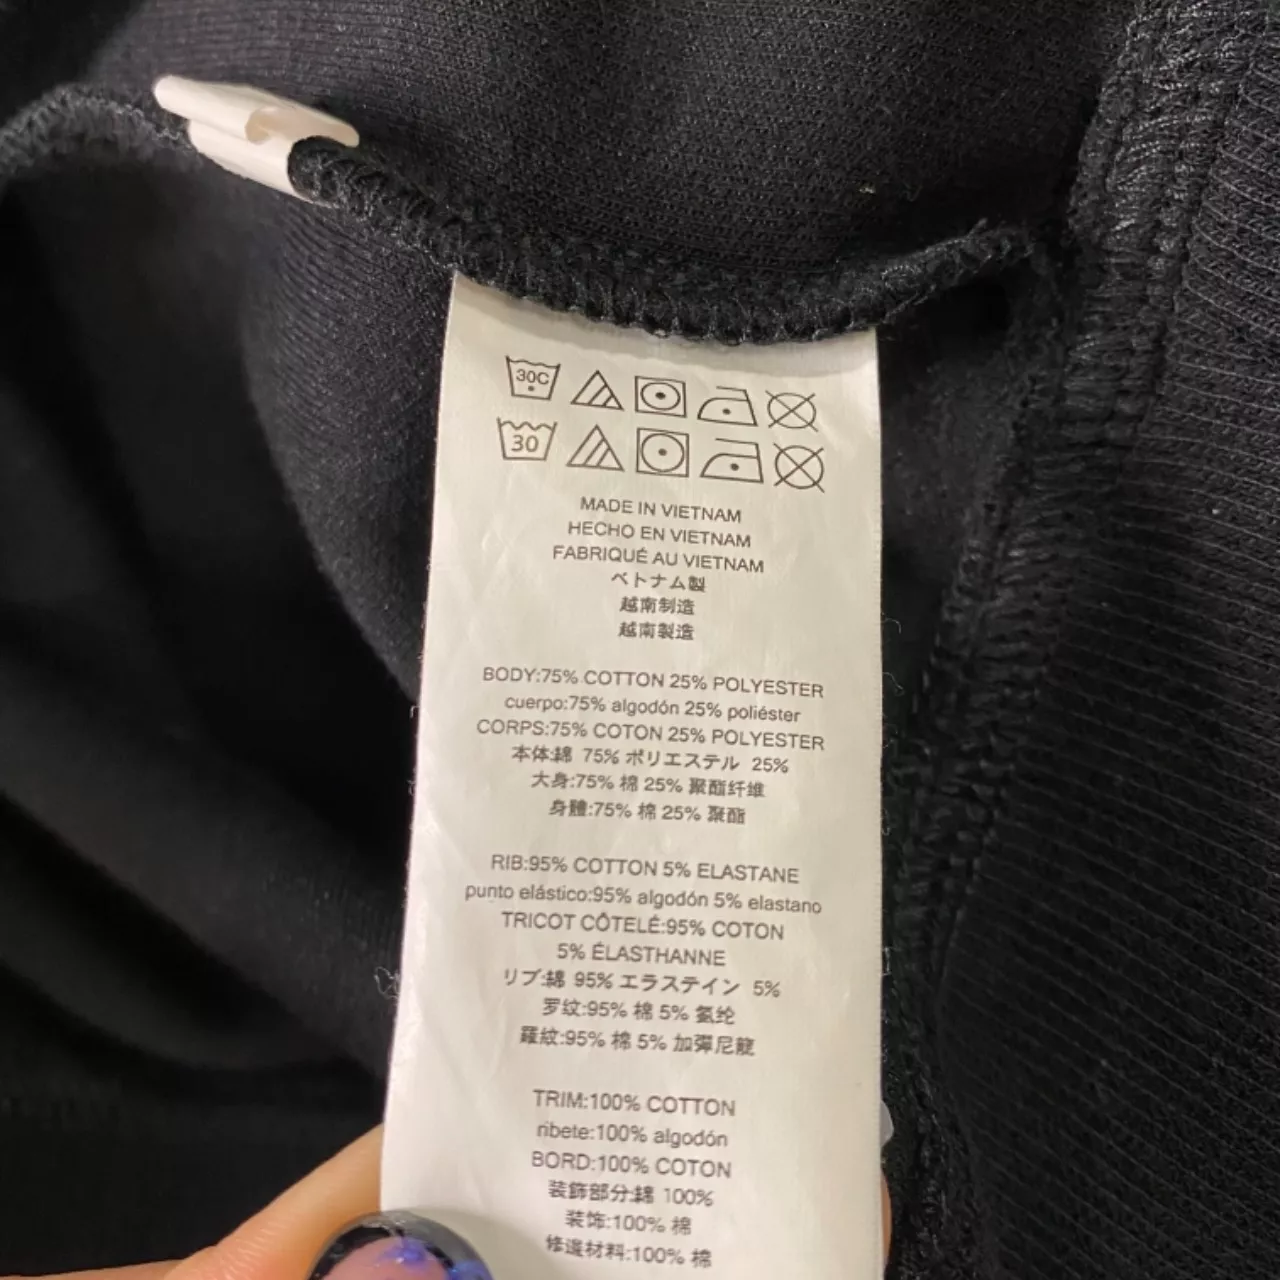 30C
30
MADE IN VIETNAM
HECHO EN VIETNAM
FABRIQUÉ AU VIETNAM
ベトナム製
越南制造
越南製造
BODY:75% COTTON 25% POLYESTER
cuerpo:75% algodón 25% poliéster
CORPS:75% COTON 25% POLYESTER
本体:綿 75% ポリエステル 25%
大身:75% 棉 25% 聚酯纤维
身體:75% 棉 25% 聚酯
RIB:95% COTTON 5% ELASTANE
punto elástico:95% algodón 5% elastano
TRICOT CÔTELÉ:95% COTON
5% ÉLASTHANNE
リブ:綿 95% エラステイン 5%
罗纹:95% 棉 5% 氨纶
羅紋:95% 棉 5% 加彈尼龍
TRIM:100% COTTON
ribete:100% algodón
BORD:100% COTON
装飾部分:綿 100%
装饰:100% 棉
修邊材料:100% 棉